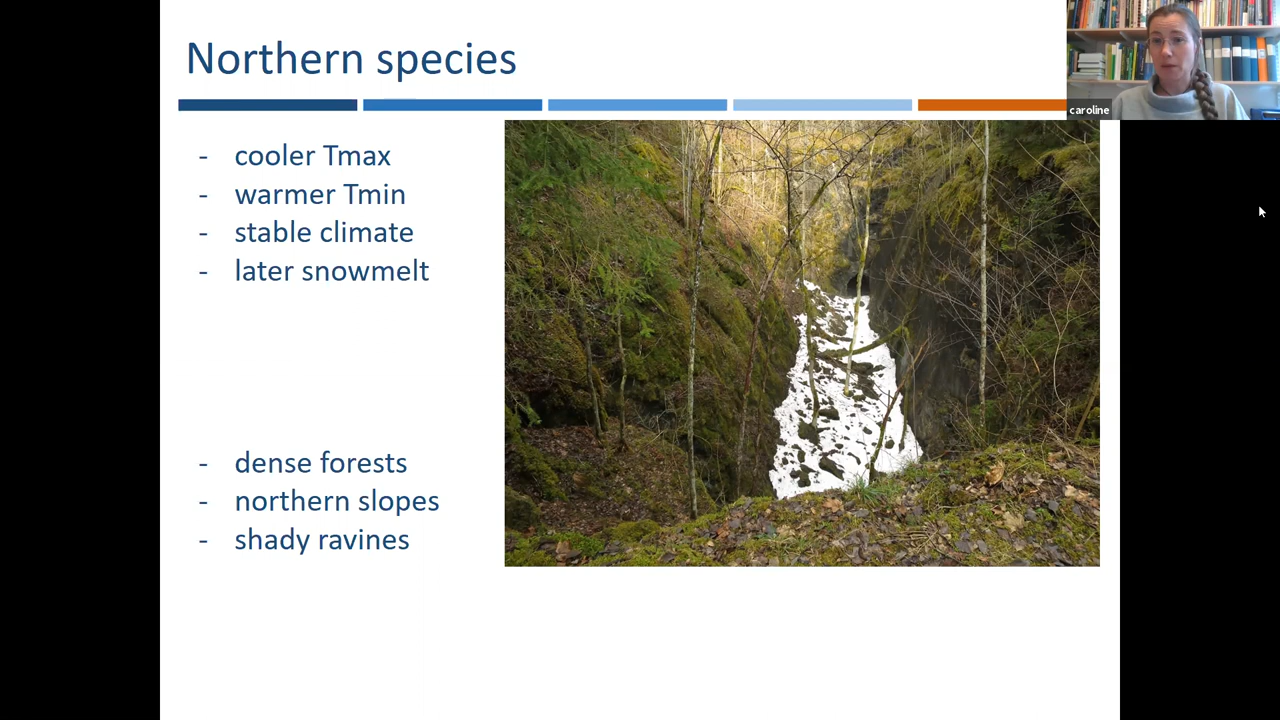 Northern species
caroline
- cooler Tmax
- warmer Tmin
- stable climate
- later snowmelt
- dense forests
- northern slopes
- shady ravines